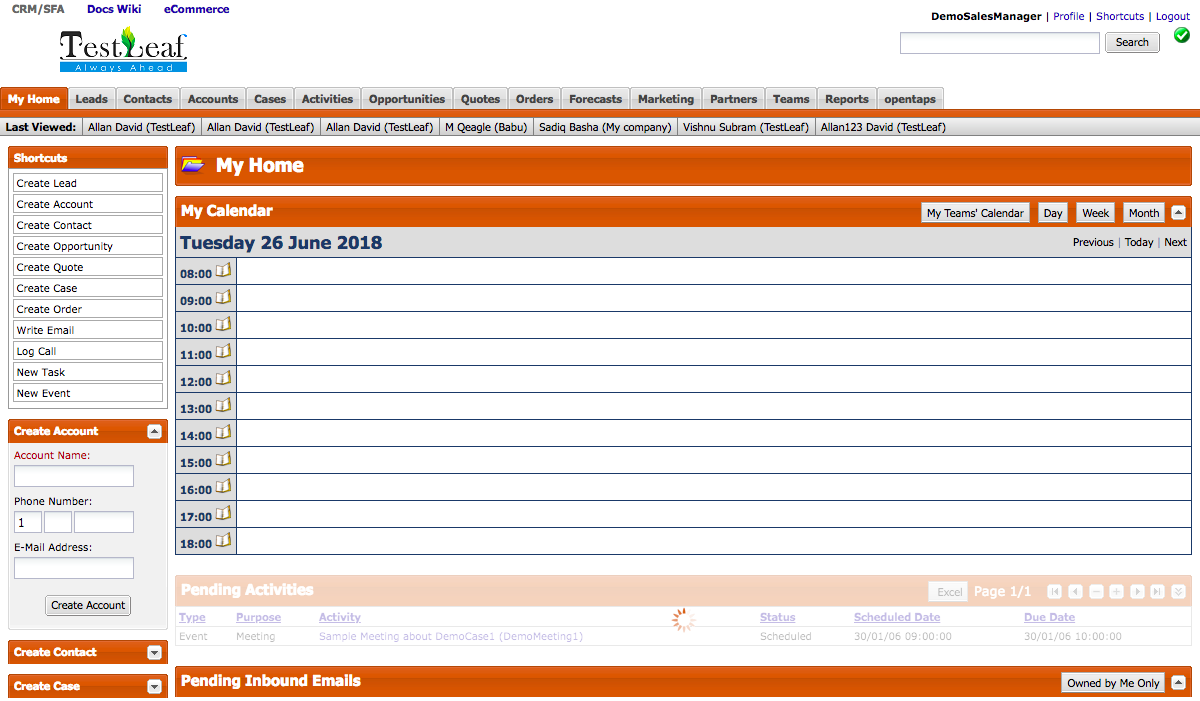 CRM/SFA Docs Wiki eCommerce
DemoSalesManager | Profile | Shortcuts | Logout
TestLeaf
Always Ahead
Search
My Home Leads Contacts Accounts Cases Activities Opportunities Quotes Orders Forecasts Marketing Partners Teams Reports opentaps
Last Viewed: Allan David (TestLeaf) Allan David (TestLeaf) Allan David (TestLeaf) M Qeagle (Babu) Sadiq Basha (My company) Vishnu Subram (TestLeaf) Allan123 David (TestLeaf)
Shortcuts
Create Lead
Create Account
Create Contact
Create Opportunity
Create Quote
Create Case
Create Order
Write Email
Log Call
New Task
New Event
Create Account
Account Name:
Phone Number:
1
E-Mail Address:
Create Account
Create Contact
Create Case
My Home
My Calendar My Teams' Calendar Day Week Month
Tuesday 26 June 2018 Previous | Today | Next
08:00
09:00
10:00
11:00
12:00
13:00
14:00
15:00
16:00
17:00
18:00
Pending Activities Excel Page 1/1
Type Purpose Activity Status Scheduled Date Due Date
Event Meeting Sample Meeting about DemoCase1 (DemoMeeting1) Scheduled 30/01/06 09:00:00 30/01/06 10:00:00
Pending Inbound Emails Owned by Me Only